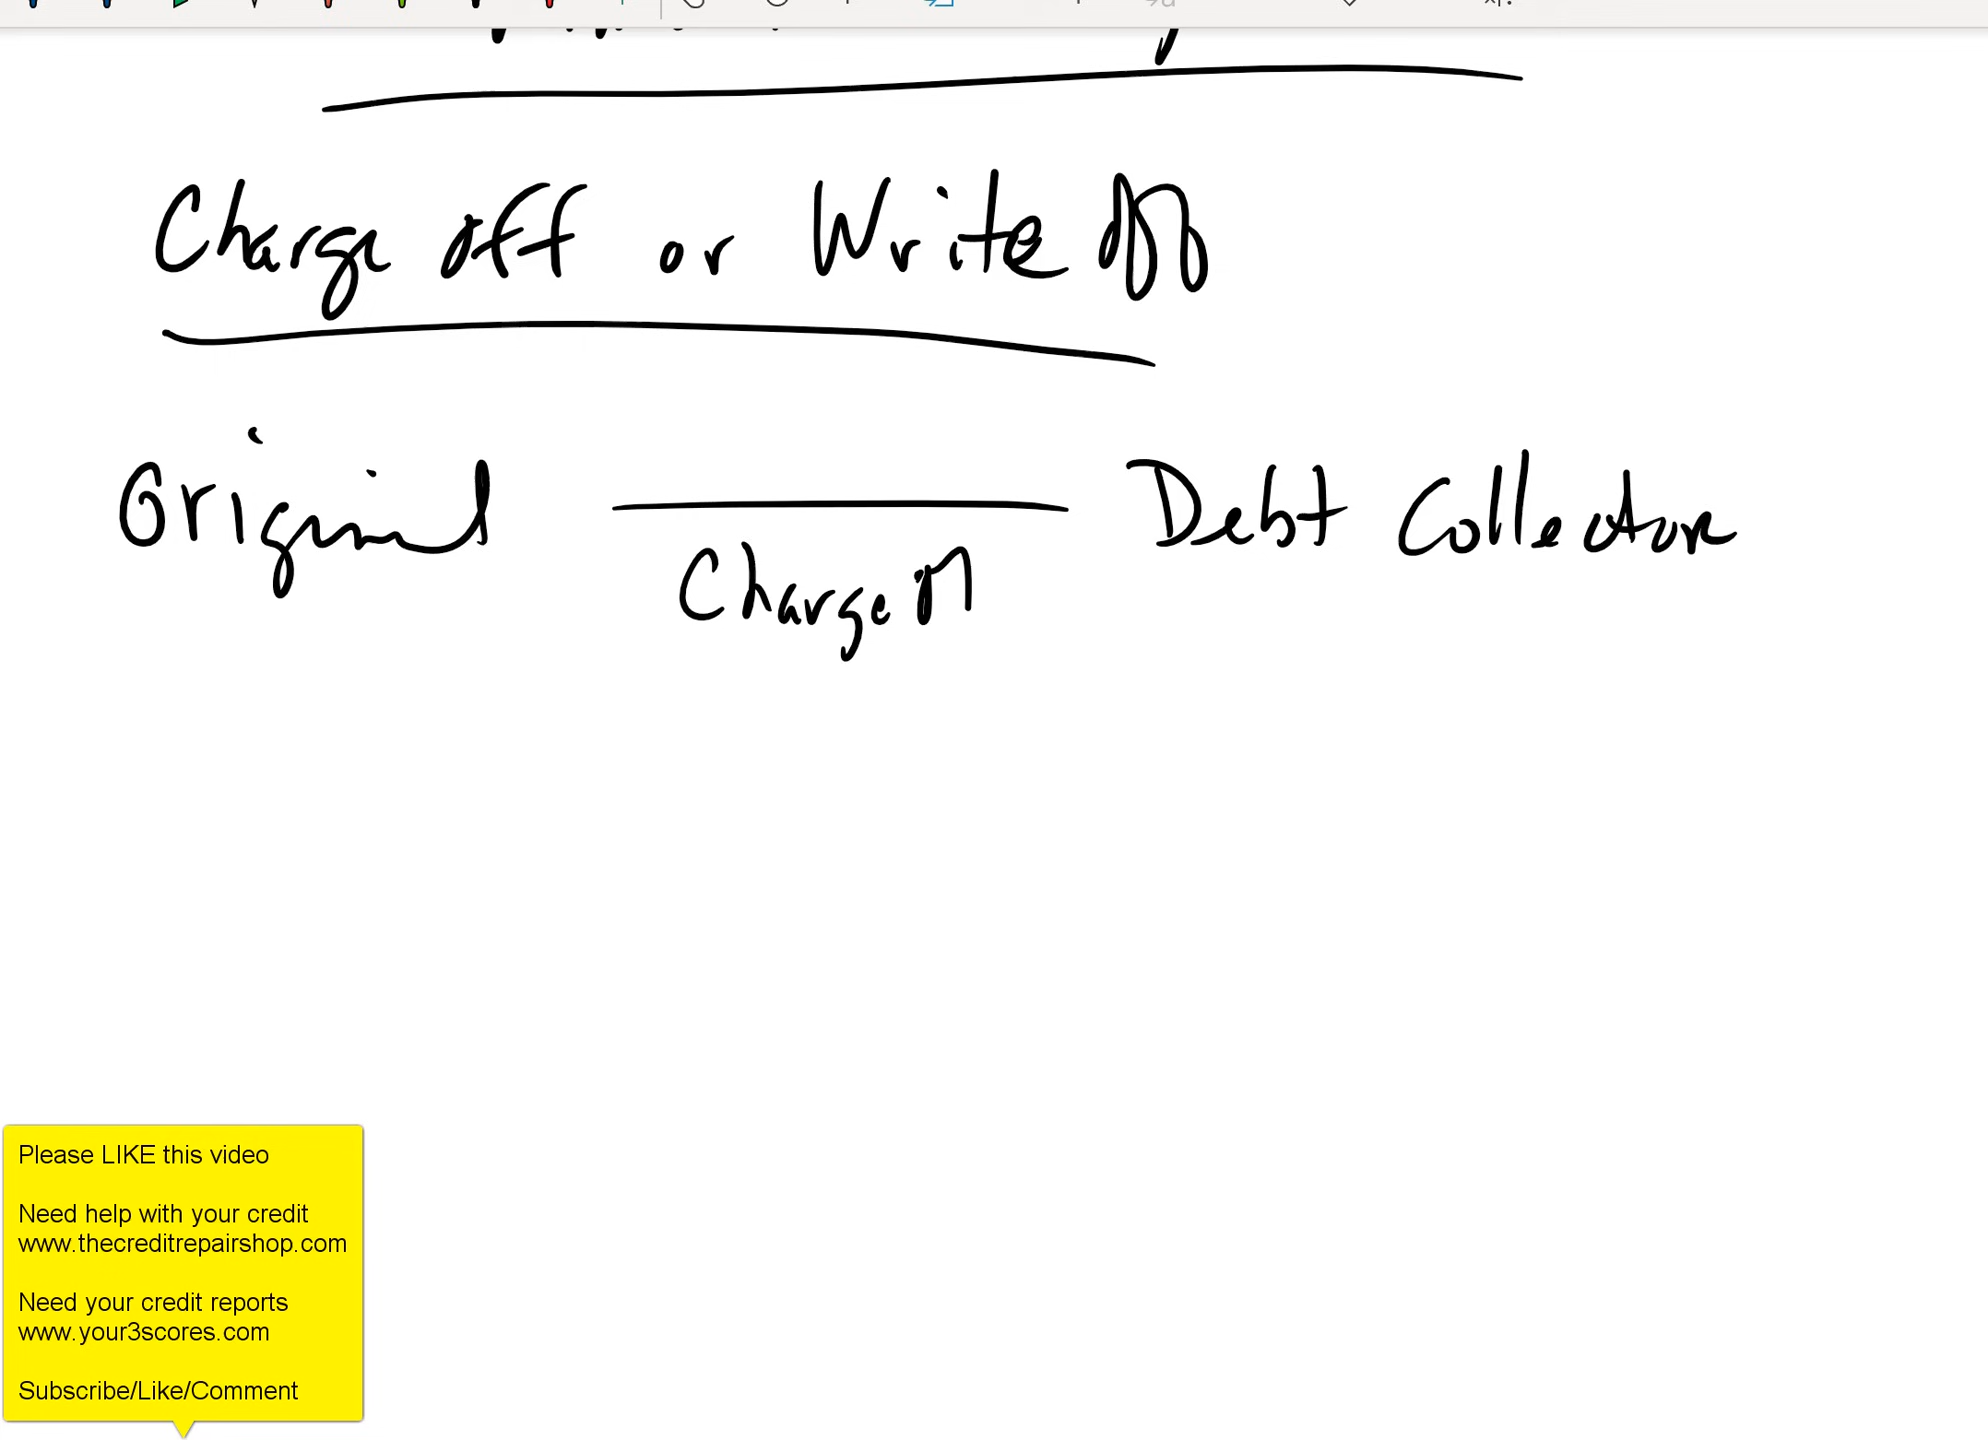 Charge off or Write off
Original Debt Collector
Charge off
Please LIKE this video
Need help with your credit
www.thecreditrepairshop.com
Need your credit reports
www.your3scores.com
Subscribe/Like/Comment